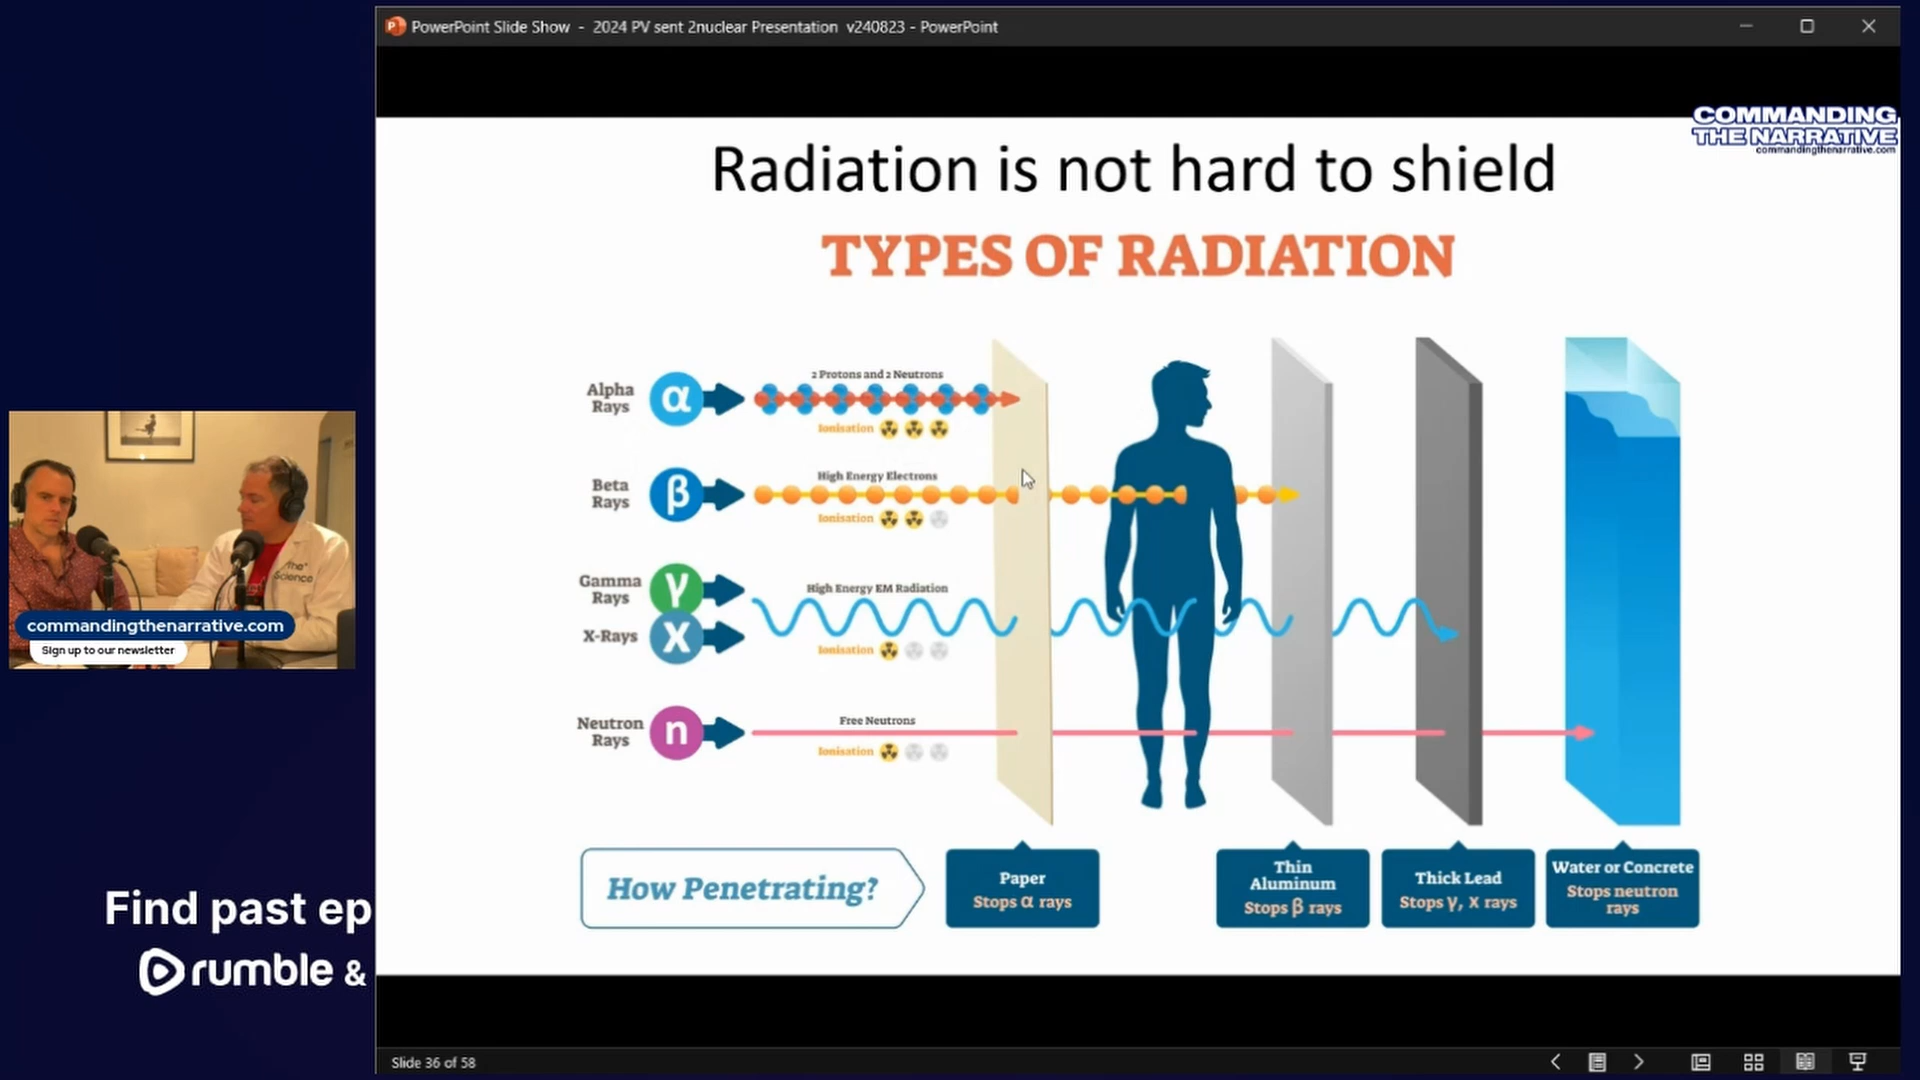 PowerPoint Slide Show - 2024 PV sent 2nuclear Presentation v240823 - PowerPoint
COMMANDING
THE NARRATIVE
commandingthenarrative.com
Radiation is not hard to shield
TYPES OF RADIATION
Alpha
Rays
α
2 Protons and 2 Neutrons
Ionisation
Beta
Rays
β
High Energy Electrons
Ionisation
Gamma
Rays
γ
High Energy EM Radiation
X-Rays
X
Ionisation
Neutron
Rays
n
Free Neutrons
Ionisation
How Penetrating?
Paper
Stops α rays
Thin
Aluminum
Stops β rays
Thick Lead
Stops γ, x rays
Water or Concrete
Stops neutron
rays
"The
Science
commandingthenarrative.com
Sign up to our newsletter
Find past ep
rumble &
Slide 36 of 58